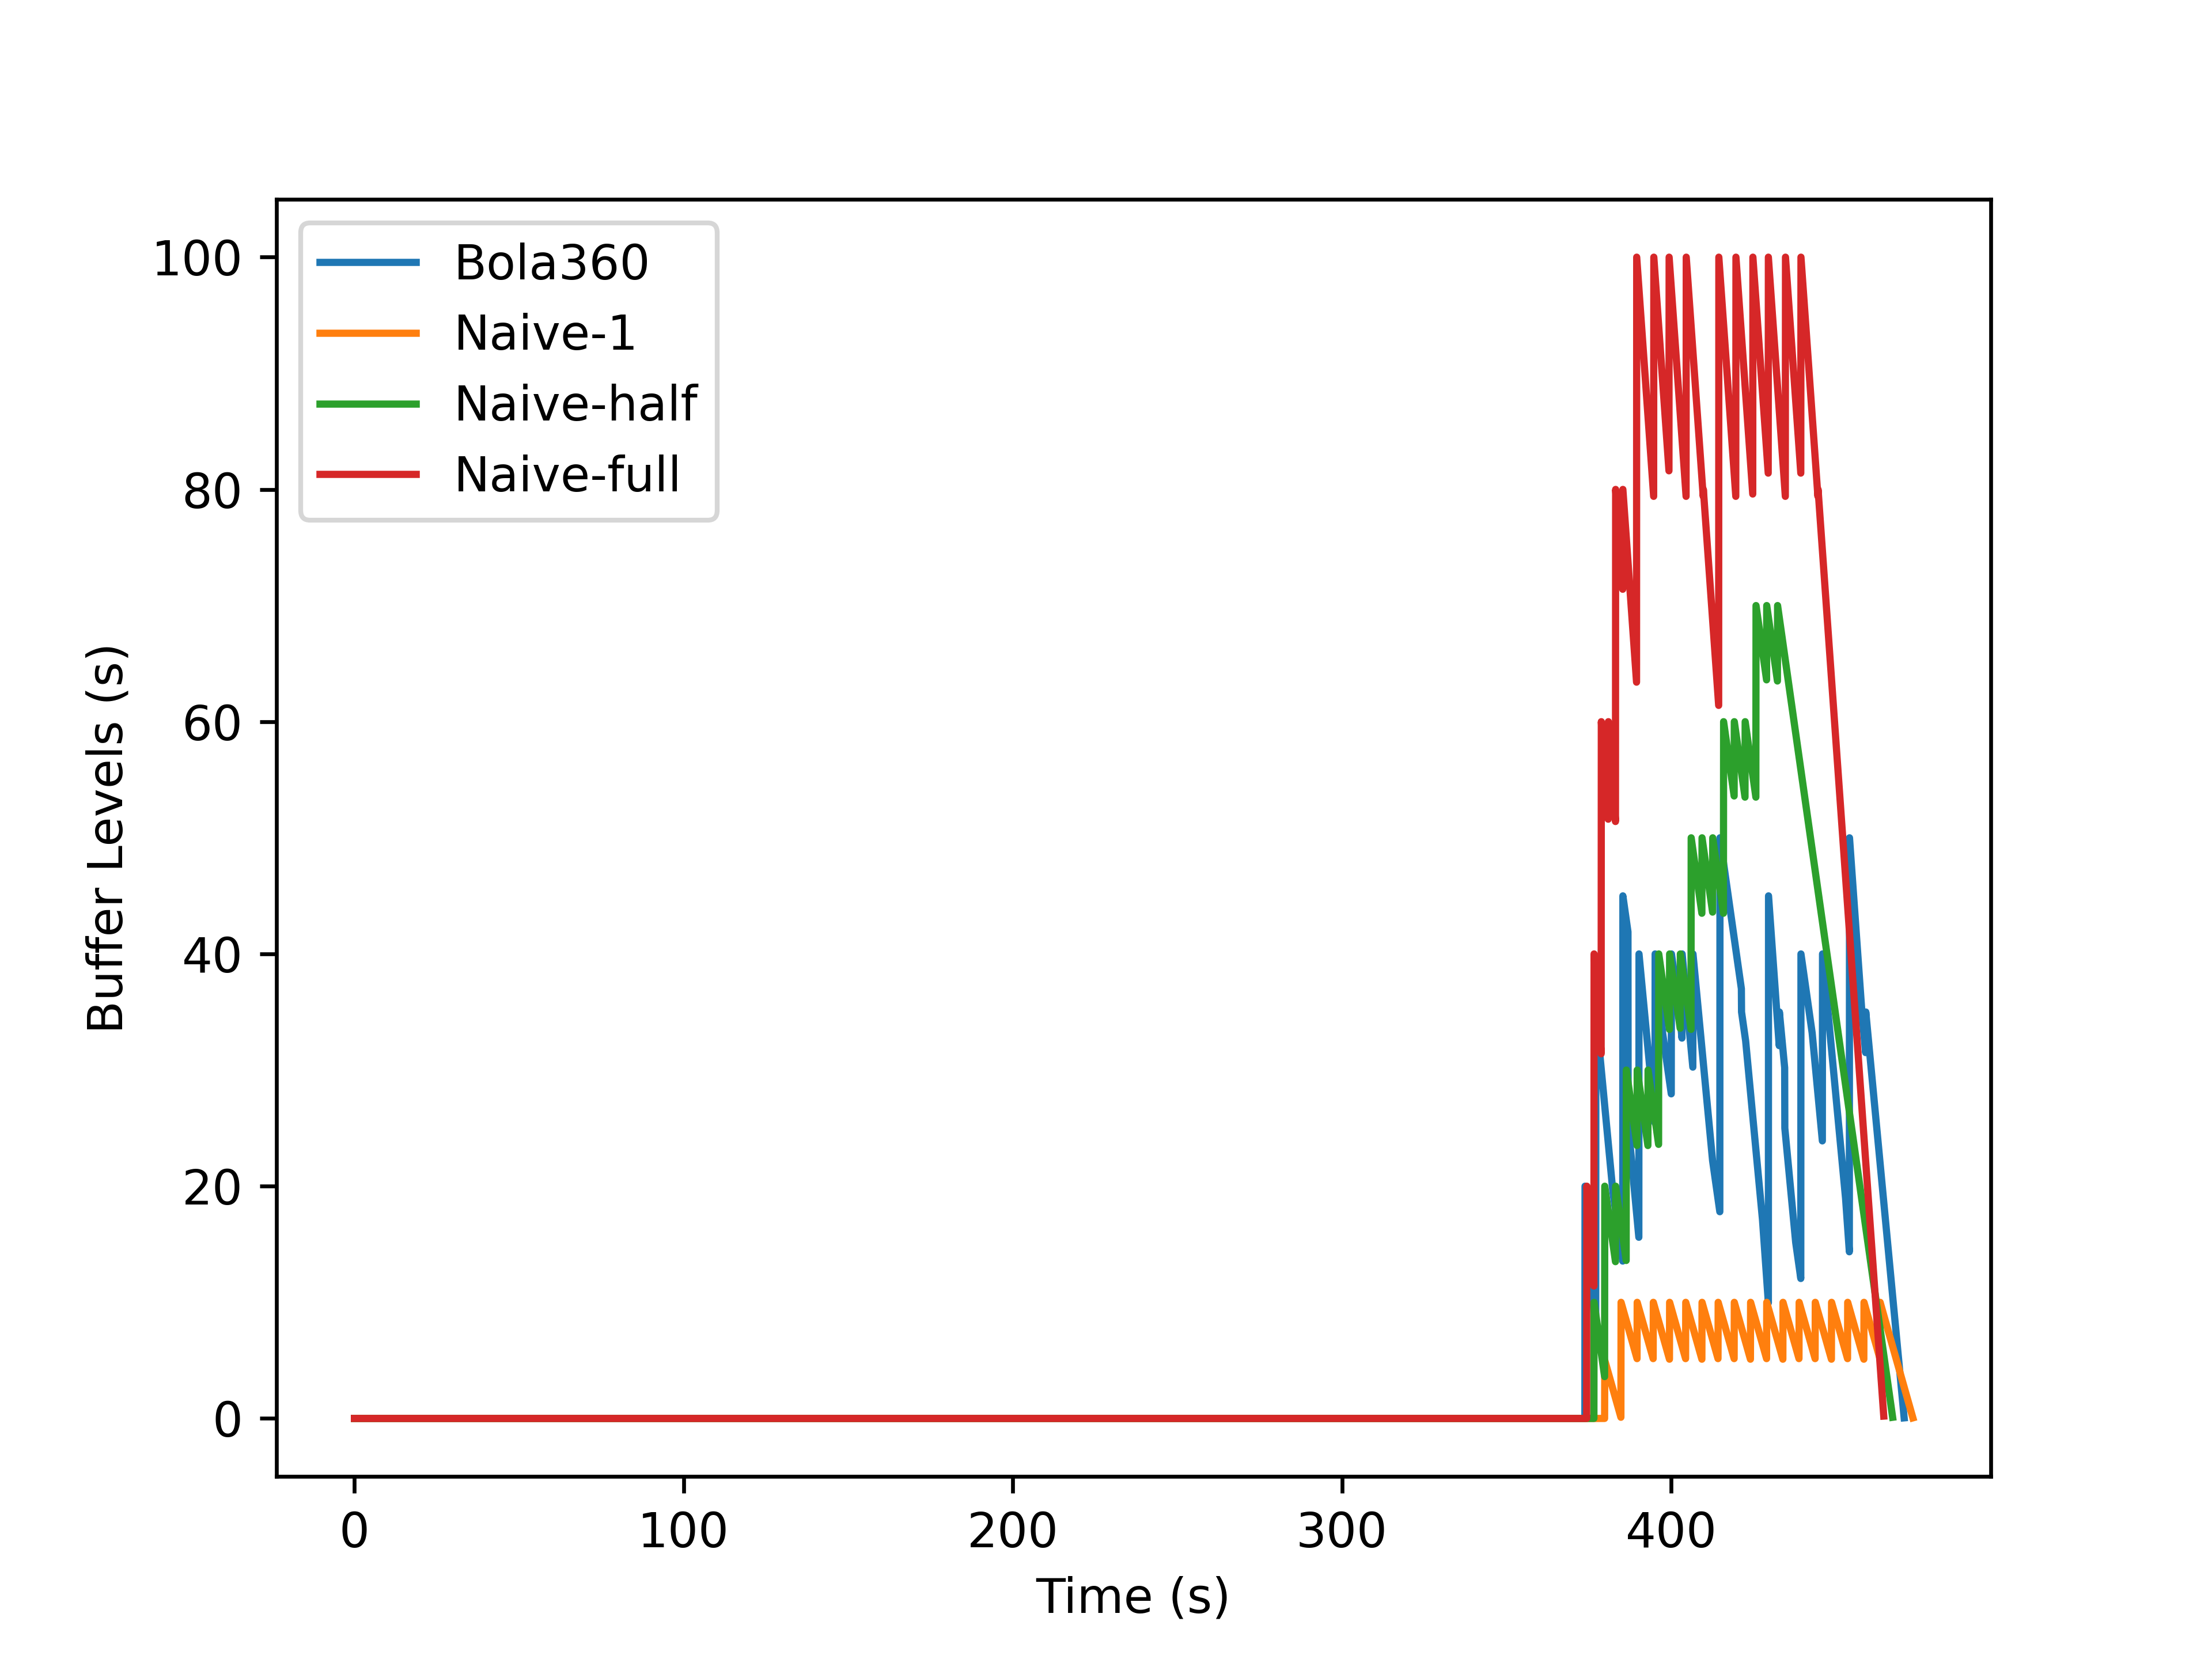 Bola360
Naive-1
Naive-half
Naive-full
100
80
60
40
20
0
Buffer Levels (s)
0 100 200 300 400
Time (s)